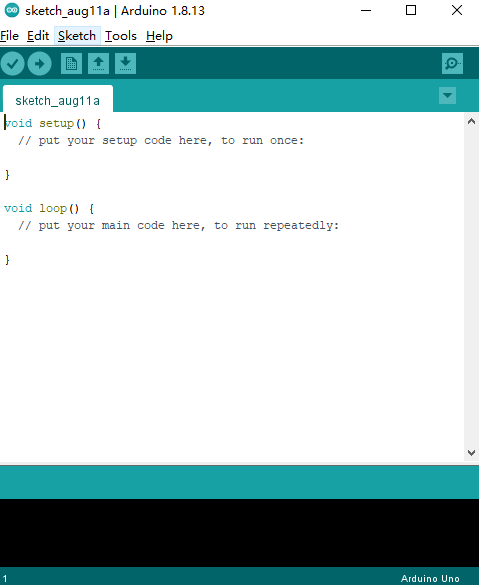 sketch_aug11a | Arduino 1.8.13
File Edit Sketch Tools Help
sketch_aug11a
void setup() {
  // put your setup code here, to run once:
}
void loop() {
  // put your main code here, to run repeatedly:
}
1 Arduino Uno